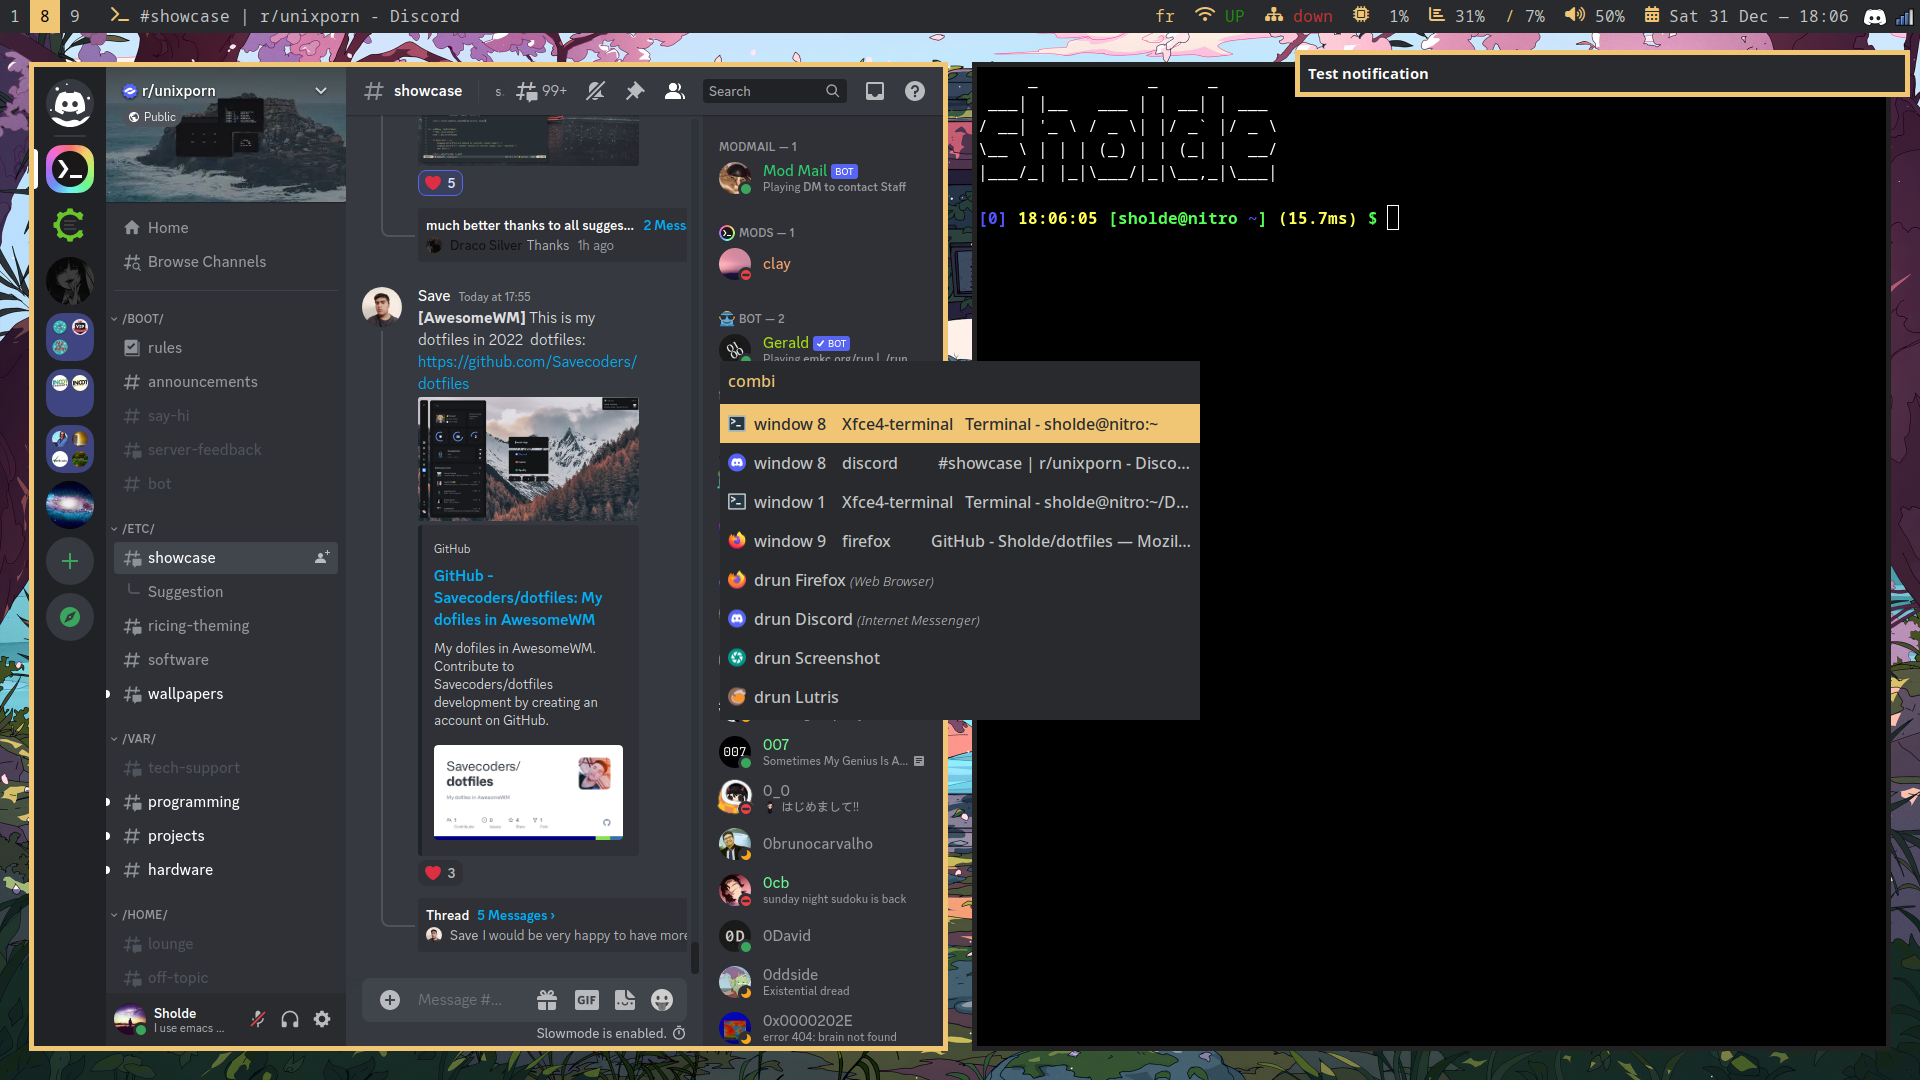 1 8 9 #showcase | r/unixporn - Discord
fr UP down 1% 31% / 7% 50% Sat 31 Dec — 18:06
Test notification
r/unixporn
Public
Home
Browse Channels
/BOOT/
rules
announcements
say-hi
server-feedback
bot
/ETC/
showcase
Suggestion
ricing-theming
software
wallpapers
/VAR/
tech-support
programming
projects
hardware
/HOME/
lounge
off-topic
Sholde
I use emacs ...
showcase s. 99+ Search
5
much better thanks to all sugges... 2 Mess
Draco Silver Thanks 1h ago
Save Today at 17:55
[AwesomeWM] This is my
dotfiles in 2022 dotfiles:
https://github.com/Savecoders/
dotfiles
GitHub
GitHub -
Savecoders/dotfiles: My
dofiles in AwesomeWM
My dofiles in AwesomeWM.
Contribute to
Savecoders/dotfiles
development by creating an
account on GitHub.
Savecoders/
dotfiles
My dotfiles in AwesomeWM
3
Thread 5 Messages ›
Save I would be very happy to have more
Message #...
GIF
Slowmode is enabled.
MODMAIL — 1
Mod Mail BOT
Playing DM to contact Staff
MODS — 1
clay
BOT — 2
Gerald BOT
Playing emkc.org/run | ./run
combi
window 8 Xfce4-terminal Terminal - sholde@nitro:~
window 8 discord #showcase | r/unixporn - Disco...
window 1 Xfce4-terminal Terminal - sholde@nitro:~/D...
window 9 firefox GitHub - Sholde/dotfiles — Mozil...
drun Firefox (Web Browser)
drun Discord (Internet Messenger)
drun Screenshot
drun Lutris
007
007
Sometimes My Genius Is A...
0_0
はじめまして!!
0brunocarvalho
0cb
sunday night sudoku is back
0D
0David
0ddside
Existential dread
0x0000202E
error 404: brain not found
sholde
[0] 18:06:05 [sholde@nitro ~] (15.7ms) $